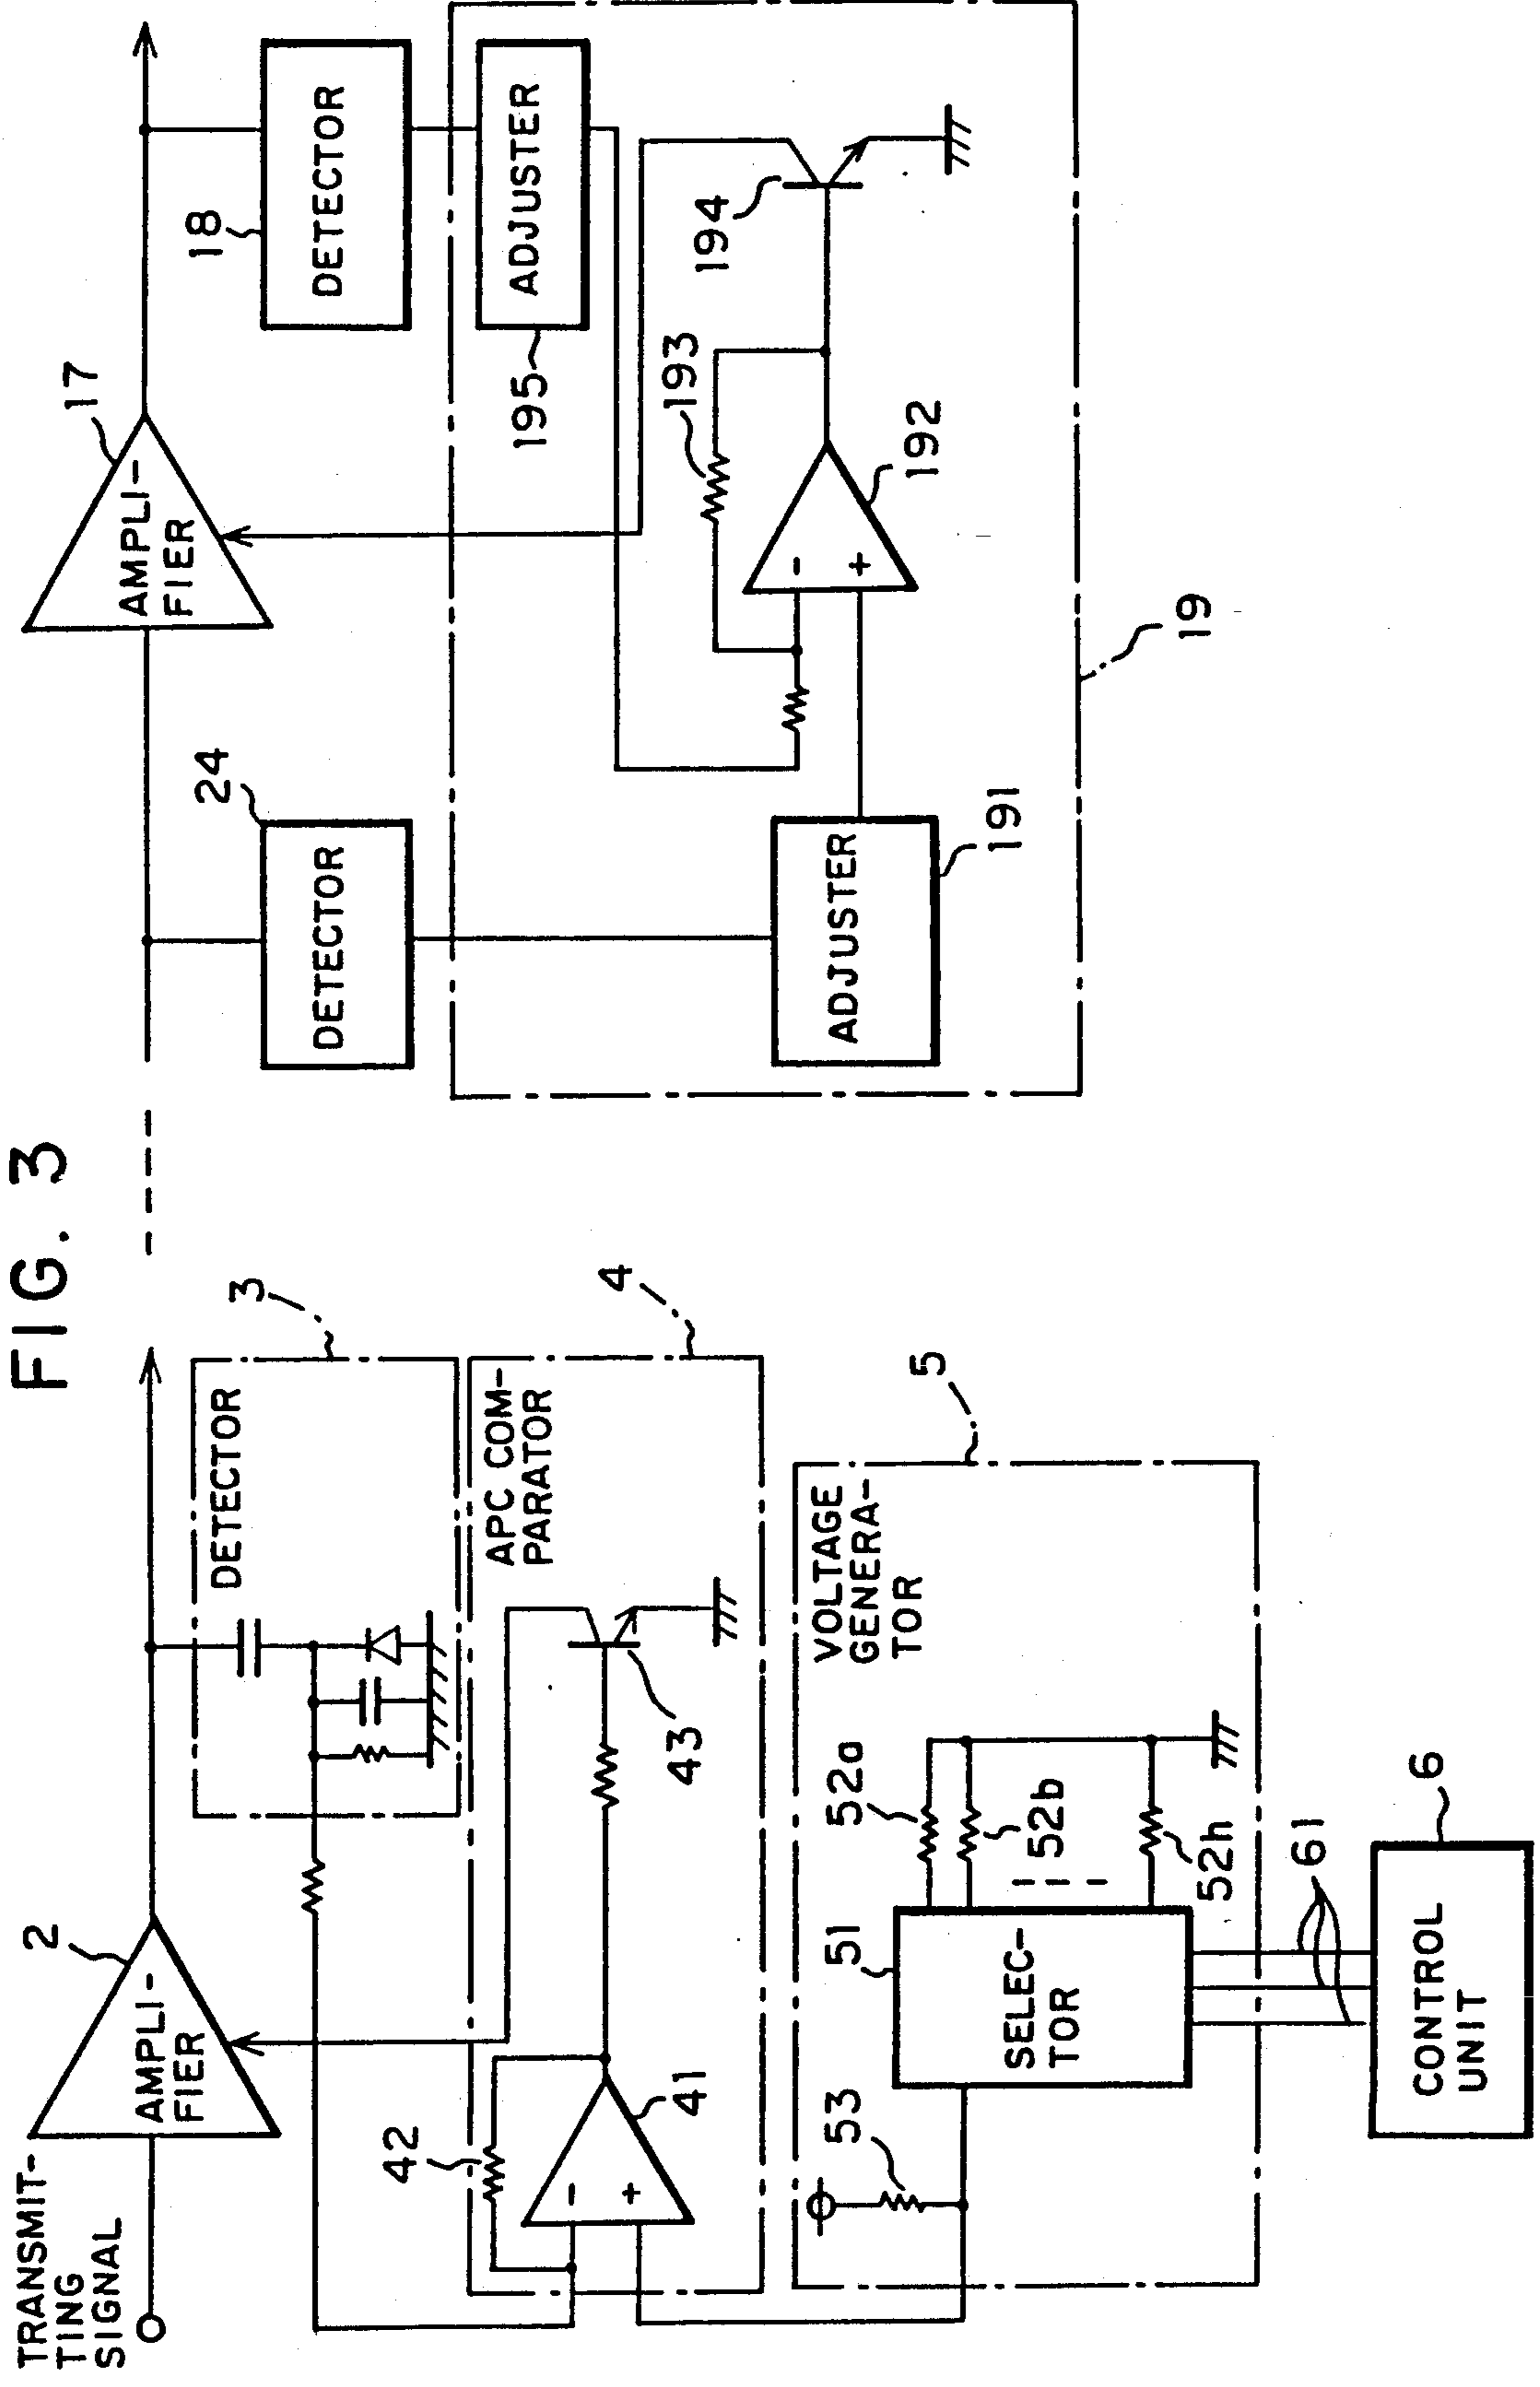 FIG. 3
TRANSMIT-
TING
SIGNAL
2
AMPLI-
FIER
3
DETECTOR
4
APC COM-
PARATOR
42
41
-
+
43
5
VOLTAGE
GENERA-
TOR
53
51
SELEC-
TOR
52a
52b
52h
61
6
CONTROL
UNIT
17
AMPLI-
FIER
24
DETECTOR
18
DETECTOR
195
ADJUSTER
193
194
192
-
+
191
ADJUSTER
19